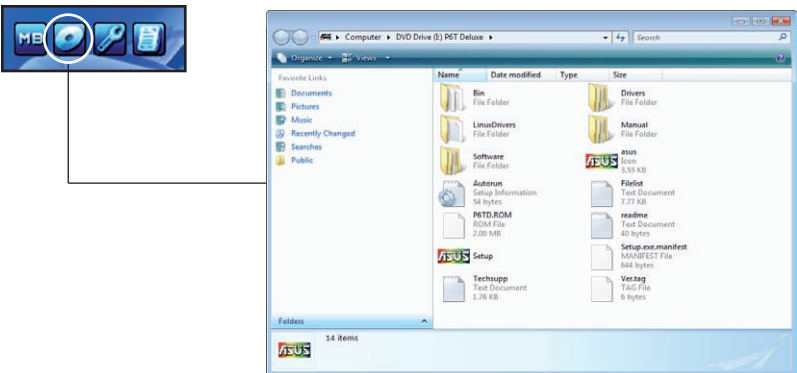 MB
Computer ▸ DVD Drive (E:) P6T Deluxe ▸
Search
Organize
Views
Favorite Links
Documents
Pictures
Music
Recently Changed
Searches
Public
Folders
Name Date modified Type Size
Bin
File Folder
Drivers
File Folder
LinuxDrivers
File Folder
Manual
File Folder
Software
File Folder
ASUS
asus
Icon
3.55 KB
Autorun
Setup Information
54 bytes
Filelist
Text Document
7.77 KB
P6TD.ROM
ROM File
2.00 MB
readme
Text Document
40 bytes
ASUS
Setup
Setup.exe.manifest
MANIFEST File
644 bytes
Techsupp
Text Document
1.76 KB
Ver.tag
TAG File
6 bytes
ASUS
14 items